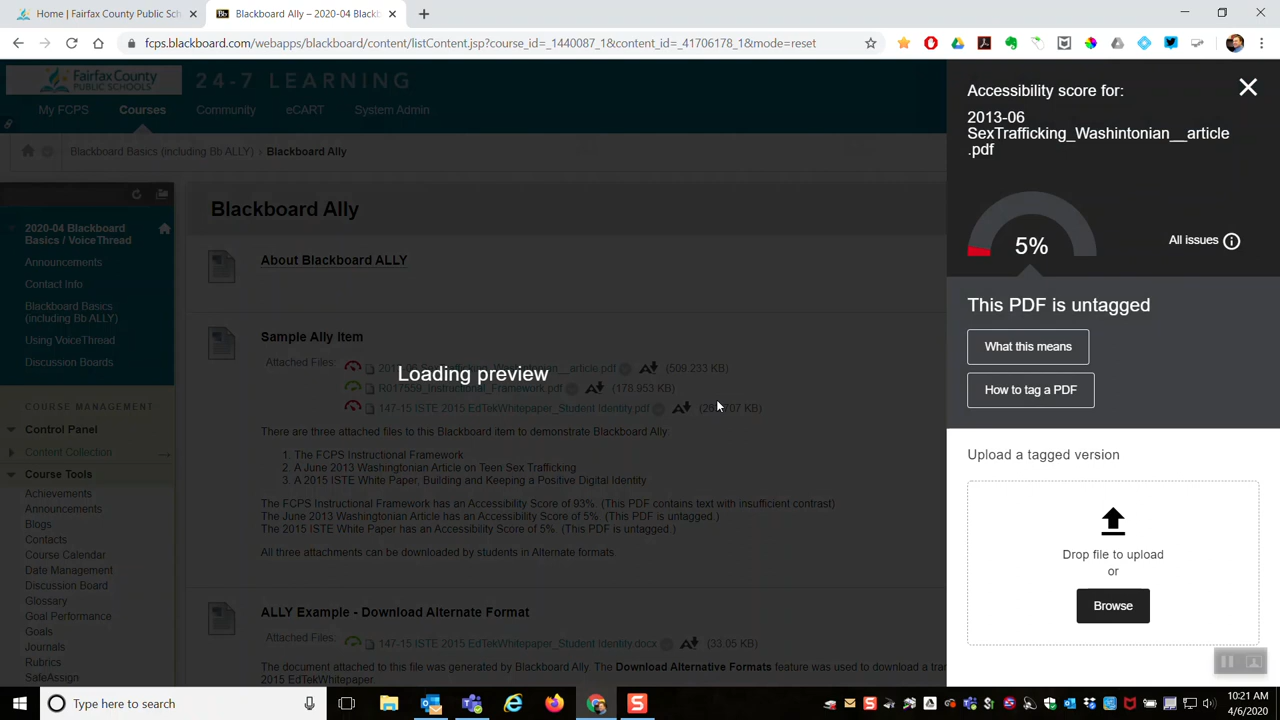 Home | Fairfax County Public Sch
Blackboard Ally – 2020-04 Blackb
fcps.blackboard.com/webapps/blackboard/content/listContent.jsp?course_id=_1440087_1&content_id=_41706178_1&mode=reset
Fairfax County
PUBLIC SCHOOLS
24-7 LEARNING
My FCPS
Courses
Community
eCART
System Admin
Blackboard Basics (including Bb ALLY) > Blackboard Ally
2020-04 Blackboard
Basics / VoiceThread
Announcements
Contact Info
Blackboard Basics
(including Bb ALLY)
Using VoiceThread
Discussion Boards
COURSE MANAGEMENT
Control Panel
Content Collection
Course Tools
Achievements
Announcements
Blogs
Contacts
Course Calendar
Date Management
Discussion Board
Glossary
Goal Performance
Goals
Journals
Rubrics
SafeAssign
Blackboard Ally
About Blackboard ALLY
Sample Ally Item
Attached Files:
article.pdf (509.233 KB)
R017559_Instructional_Framework.pdf (178.953 KB)
147-15 ISTE 2015 EdTekWhitepaper_Student Identity.pdf
There are three attached files to this Blackboard item to demonstrate Blackboard Ally:
1. The FCPS Instructional Framework
2. A June 2013 Washingtonian Article on Teen Sex Trafficking
3. A 2015 ISTE White Paper, Building and Keeping a Positive Digital Identity
The FCPS Instructional Framework has an Accessibility Score of 93%. (This PDF contains text with insufficient contrast)
The June 2013 Washingtonian Article has an Accessibility Score of 5%. (This PDF is untagged.)
The 2015 ISTE White Paper has an Accessibility Score of 5%. (This PDF is untagged.)
All three attachments can be downloaded by students in Alternate formats.
ALLY Example - Download Alternate Format
Attached Files:
147-15 ISTE 2015 EdTekWhitepaper_Student Identity.docx (33.05 KB)
The document attached to this file was generated by Blackboard Ally. The Download Alternative Formats feature was used to download a
EdTekWhitepaper_Student Identity.pdf
Loading preview
Accessibility score for:
2013-06
SexTrafficking_Washintonian__article
.pdf
5%
All issues
This PDF is untagged
What this means
How to tag a PDF
Upload a tagged version
Drop file to upload
or
Browse
Type here to search
10:21 AM
4/6/2020